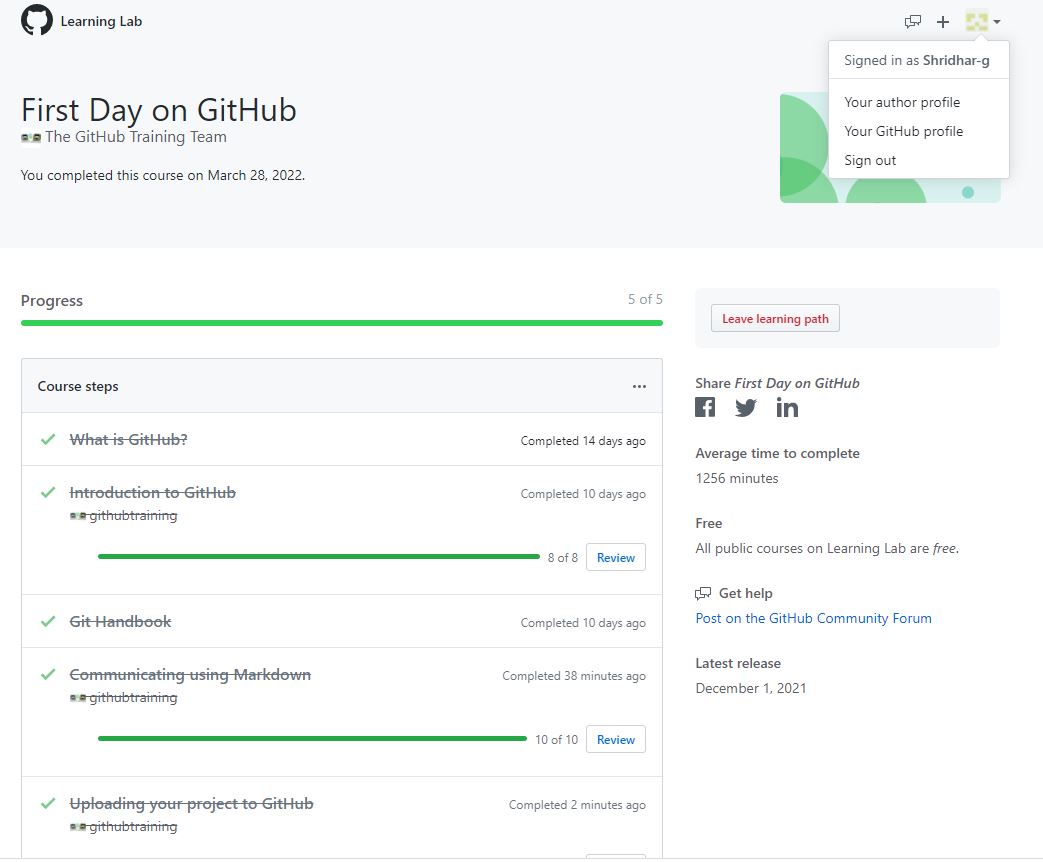 Learning Lab
Signed in as Shridhar-g
Your author profile
Your GitHub profile
Sign out
First Day on GitHub
The GitHub Training Team
You completed this course on March 28, 2022.
Progress
5 of 5
Course steps
What is GitHub?
Completed 14 days ago
Introduction to GitHub
Completed 10 days ago
githubtraining
8 of 8
Review
Git Handbook
Completed 10 days ago
Communicating using Markdown
Completed 38 minutes ago
githubtraining
10 of 10
Review
Uploading your project to GitHub
Completed 2 minutes ago
githubtraining
Leave learning path
Share First Day on GitHub
Average time to complete
1256 minutes
Free
All public courses on Learning Lab are free.
Get help
Post on the GitHub Community Forum
Latest release
December 1, 2021